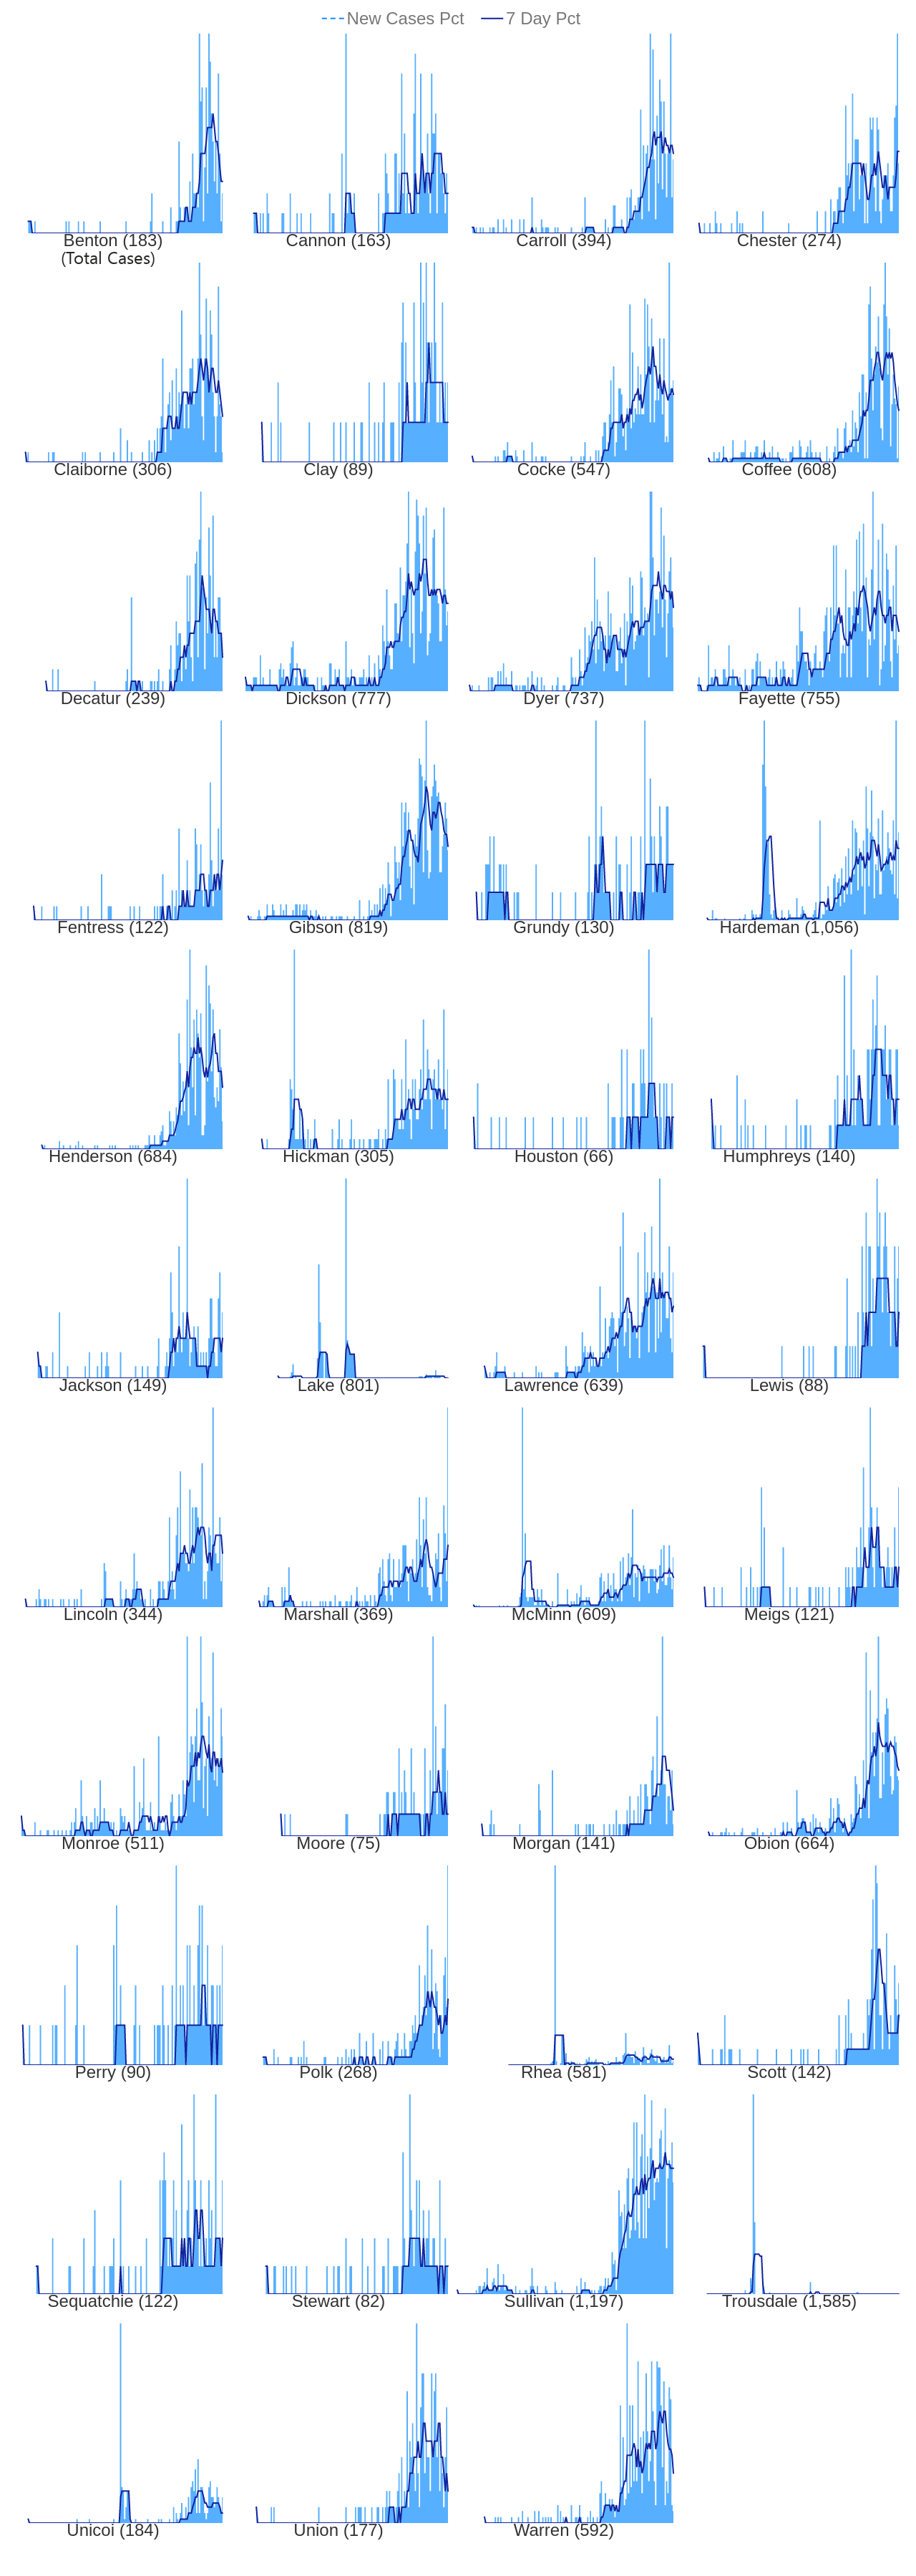 New Cases Pct 7 Day Pct
Benton (183) Cannon (163) Carroll (394) Chester (274)
(Total Cases)
Claiborne (306) Clay (89) Cocke (547) Coffee (608)
Decatur (239) Dickson (777) Dyer (737) Fayette (755)
Fentress (122) Gibson (819) Grundy (130) Hardeman (1,056)
Henderson (684) Hickman (305) Houston (66) Humphreys (140)
Jackson (149) Lake (801) Lawrence (639) Lewis (88)
Lincoln (344) Marshall (369) McMinn (609) Meigs (121)
Monroe (511) Moore (75) Morgan (141) Obion (664)
Perry (90) Polk (268) Rhea (581) Scott (142)
Sequatchie (122) Stewart (82) Sullivan (1,197) Trousdale (1,585)
Unicoi (184) Union (177) Warren (592)